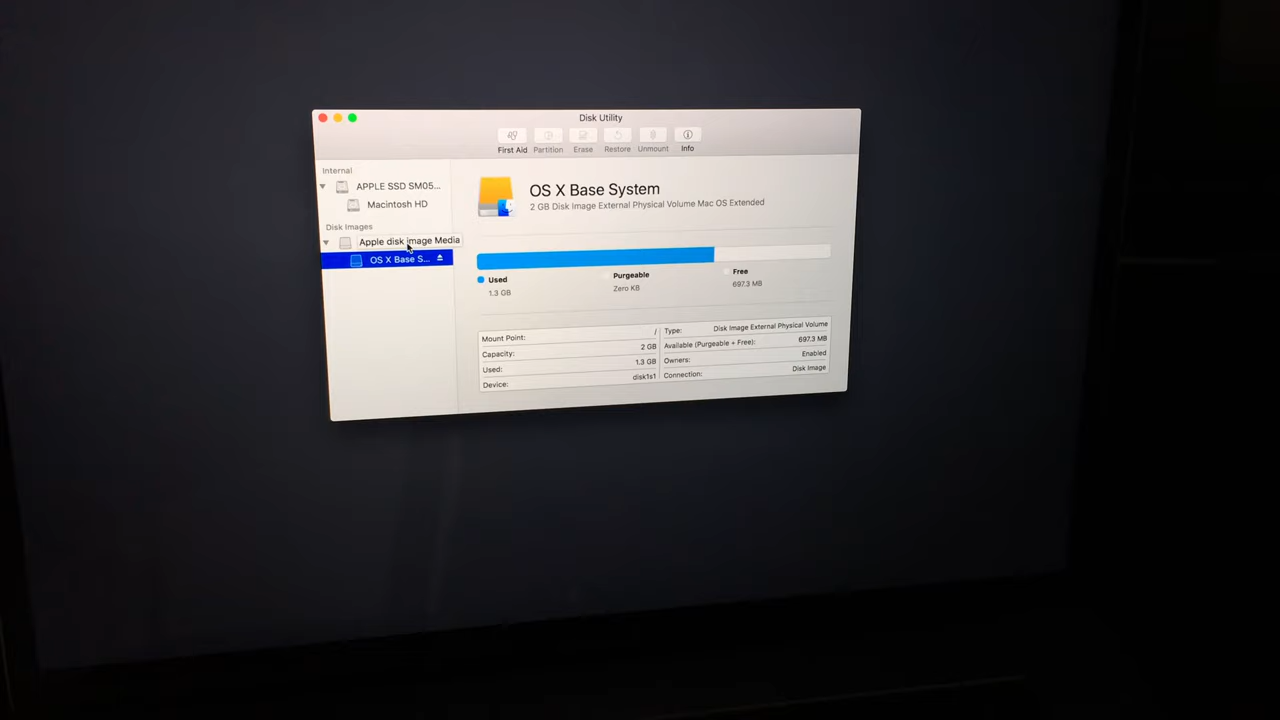 Disk Utility
First Aid Partition Erase Restore Unmount Info
Internal
APPLE SSD SM05...
Macintosh HD
Disk Images
Apple disk image Media
OS X Base S...
OS X Base System
2 GB Disk Image External Physical Volume Mac OS Extended
Used
1.3 GB
Purgeable
Zero KB
Free
697.3 MB
Mount Point: /
Capacity: 2 GB
Used: 1.3 GB
Device: disk1s1
Type: Disk Image External Physical Volume
Available (Purgeable + Free): 697.3 MB
Owners: Enabled
Connection: Disk Image